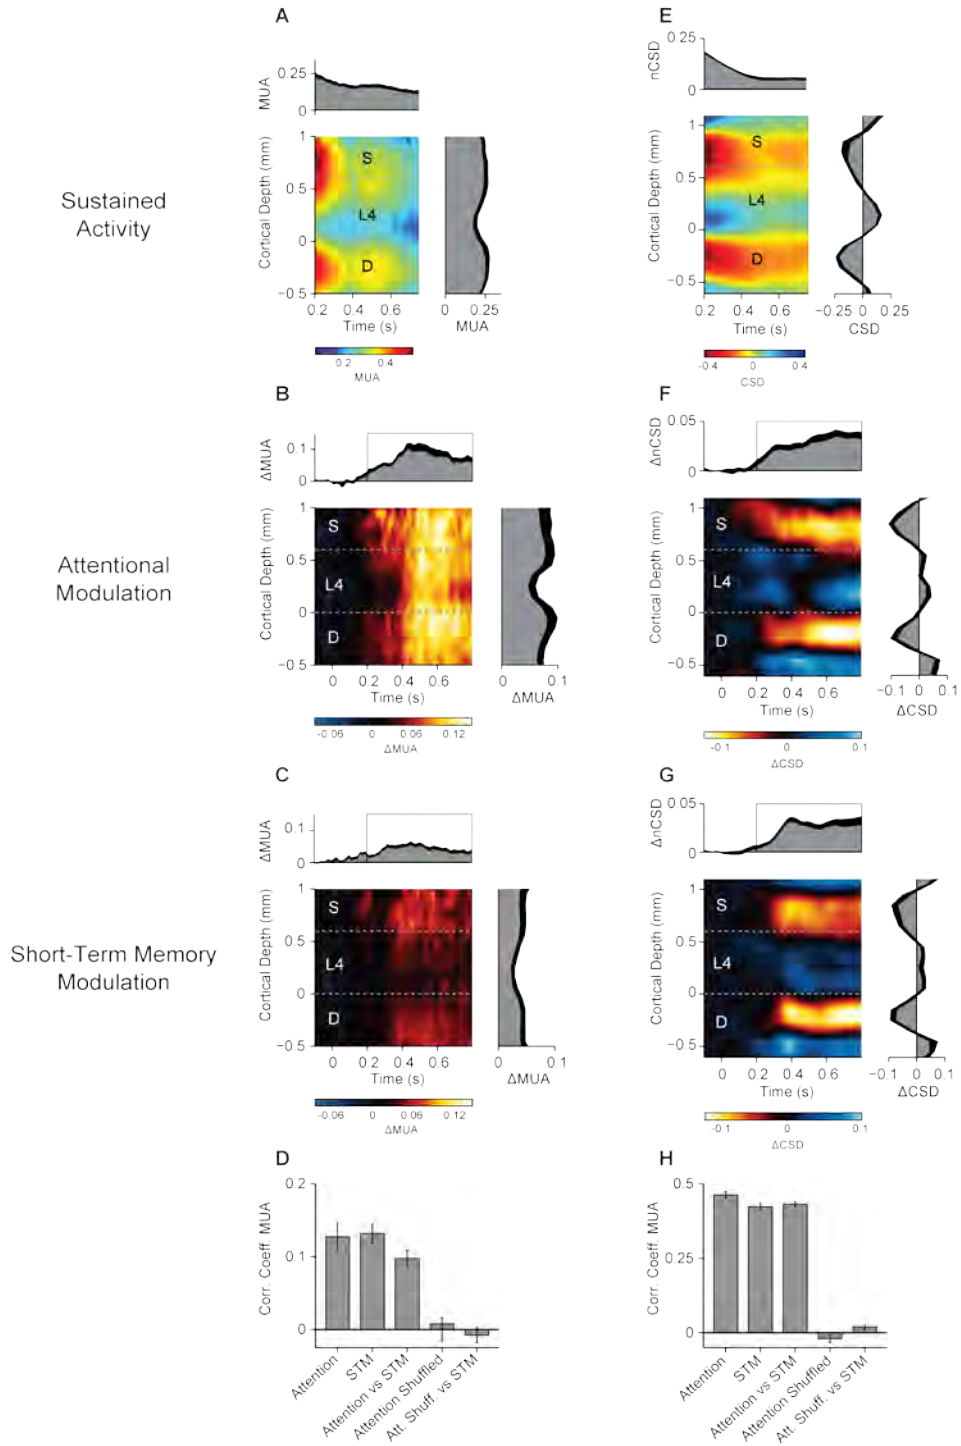 A
MUA
0.25
0
Sustained
Activity
Cortical Depth (mm)
1
0.5
0
−0.5
S
L4
D
0.2 0.4 0.6
Time (s)
0 0.25
MUA
0.2 0.4
MUA
E
nCSD
0.25
0
Cortical Depth (mm)
1
0.5
0
−0.5
S
L4
D
0.2 0.4 0.6
Time (s)
−0.25 0 0.25
CSD
-0.4 0 0.4
CSD
B
ΔMUA
0.1
0
Attentional
Modulation
Cortical Depth (mm)
1
0.5
0
−0.5
S
L4
D
0 0.2 0.4 0.6
Time (s)
0 0.1
ΔMUA
-0.06 0 0.06 0.12
ΔMUA
F
ΔnCSD
0.05
0
Cortical Depth (mm)
1
0.5
0
−0.5
S
L4
D
0 0.2 0.4 0.6
Time (s)
−0.1 0 0.1
ΔCSD
-0.1 0 0.1
ΔCSD
C
ΔMUA
0.1
0
Short-Term Memory
Modulation
Cortical Depth (mm)
1
0.5
0
−0.5
S
L4
D
0 0.2 0.4 0.6
Time (s)
0 0.1
ΔMUA
-0.06 0 0.06 0.12
ΔMUA
G
ΔnCSD
0.05
0
Cortical Depth (mm)
1
0.5
0
−0.5
S
L4
D
0 0.2 0.4 0.6
Time (s)
−0.1 0 0.1
ΔCSD
-0.1 0 0.1
ΔCSD
D
Corr. Coeff. MUA
0.2
0.1
0
Attention
STM
Attention vs STM
Attention Shuffled
Att. Shuff. vs STM
H
Corr. Coeff. MUA
0.5
0.25
0
Attention
STM
Attention vs STM
Attention Shuffled
Att. Shuff. vs STM